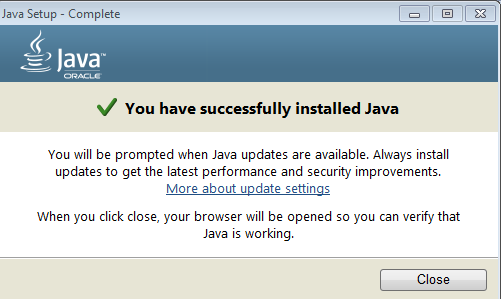 Java Setup - Complete
Java
ORACLE
You have successfully installed Java
You will be prompted when Java updates are available. Always install
updates to get the latest performance and security improvements.
More about update settings
When you click close, your browser will be opened so you can verify that
Java is working.
Close